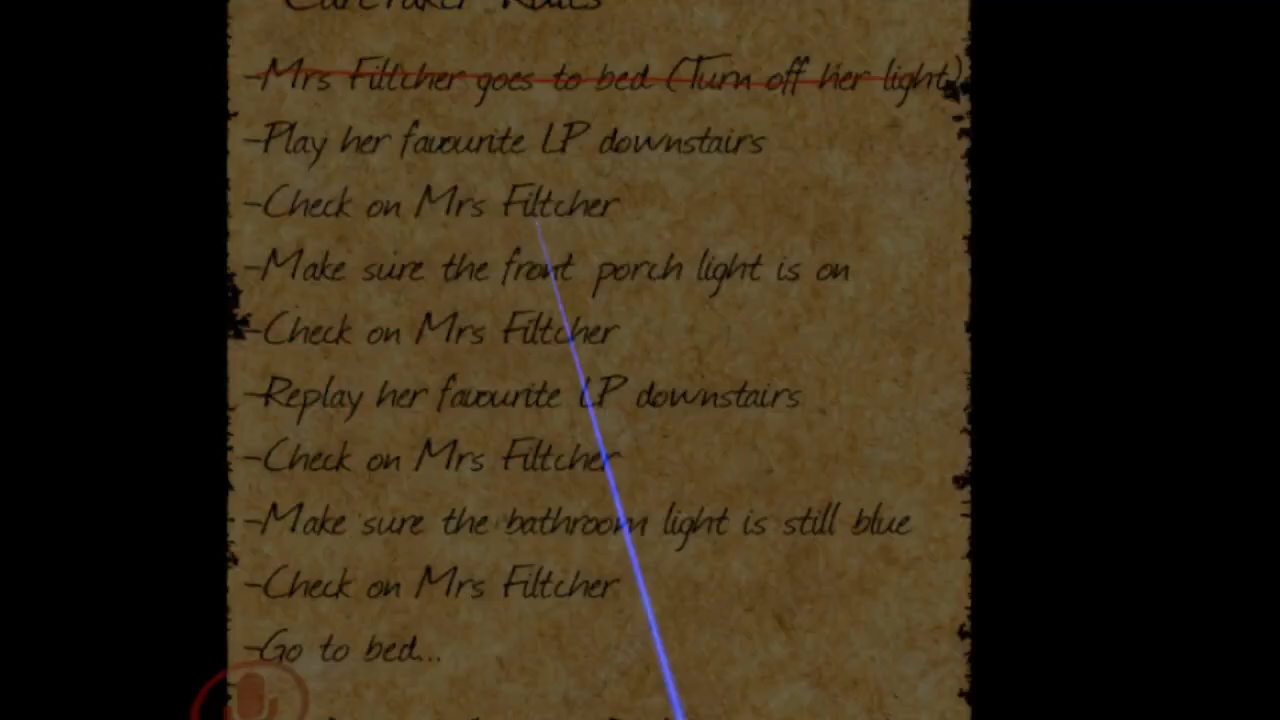 Caretaker Rules
-Mrs Filtcher goes to bed (Turn off her light)
-Play her favourite LP downstairs
-Check on Mrs Filtcher
-Make sure the front porch light is on
-Check on Mrs Filtcher
-Replay her favourite LP downstairs
-Check on Mrs Filtcher
-Make sure the bathroom light is still blue
-Check on Mrs Filtcher
-Go to bed...